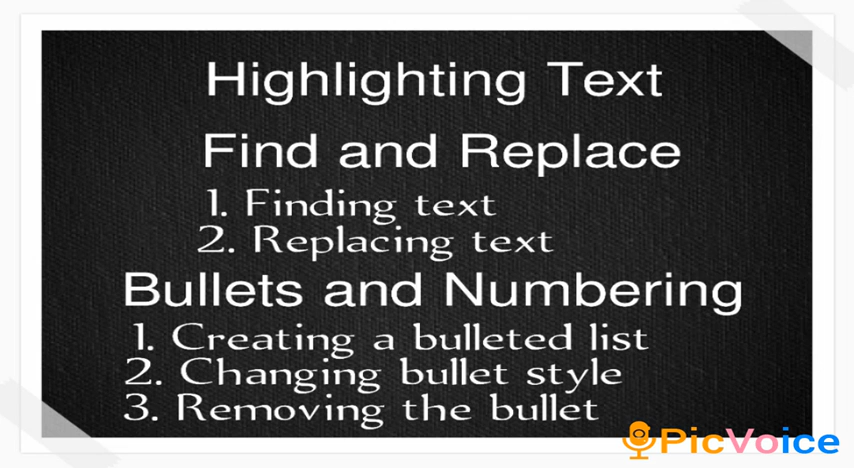 Highlighting Text
Find and Replace
1. Finding text
2. Replacing text
Bullets and Numbering
1. Creating a bulleted list
2. Changing bullet style
3. Removing the bullet
PicVoice